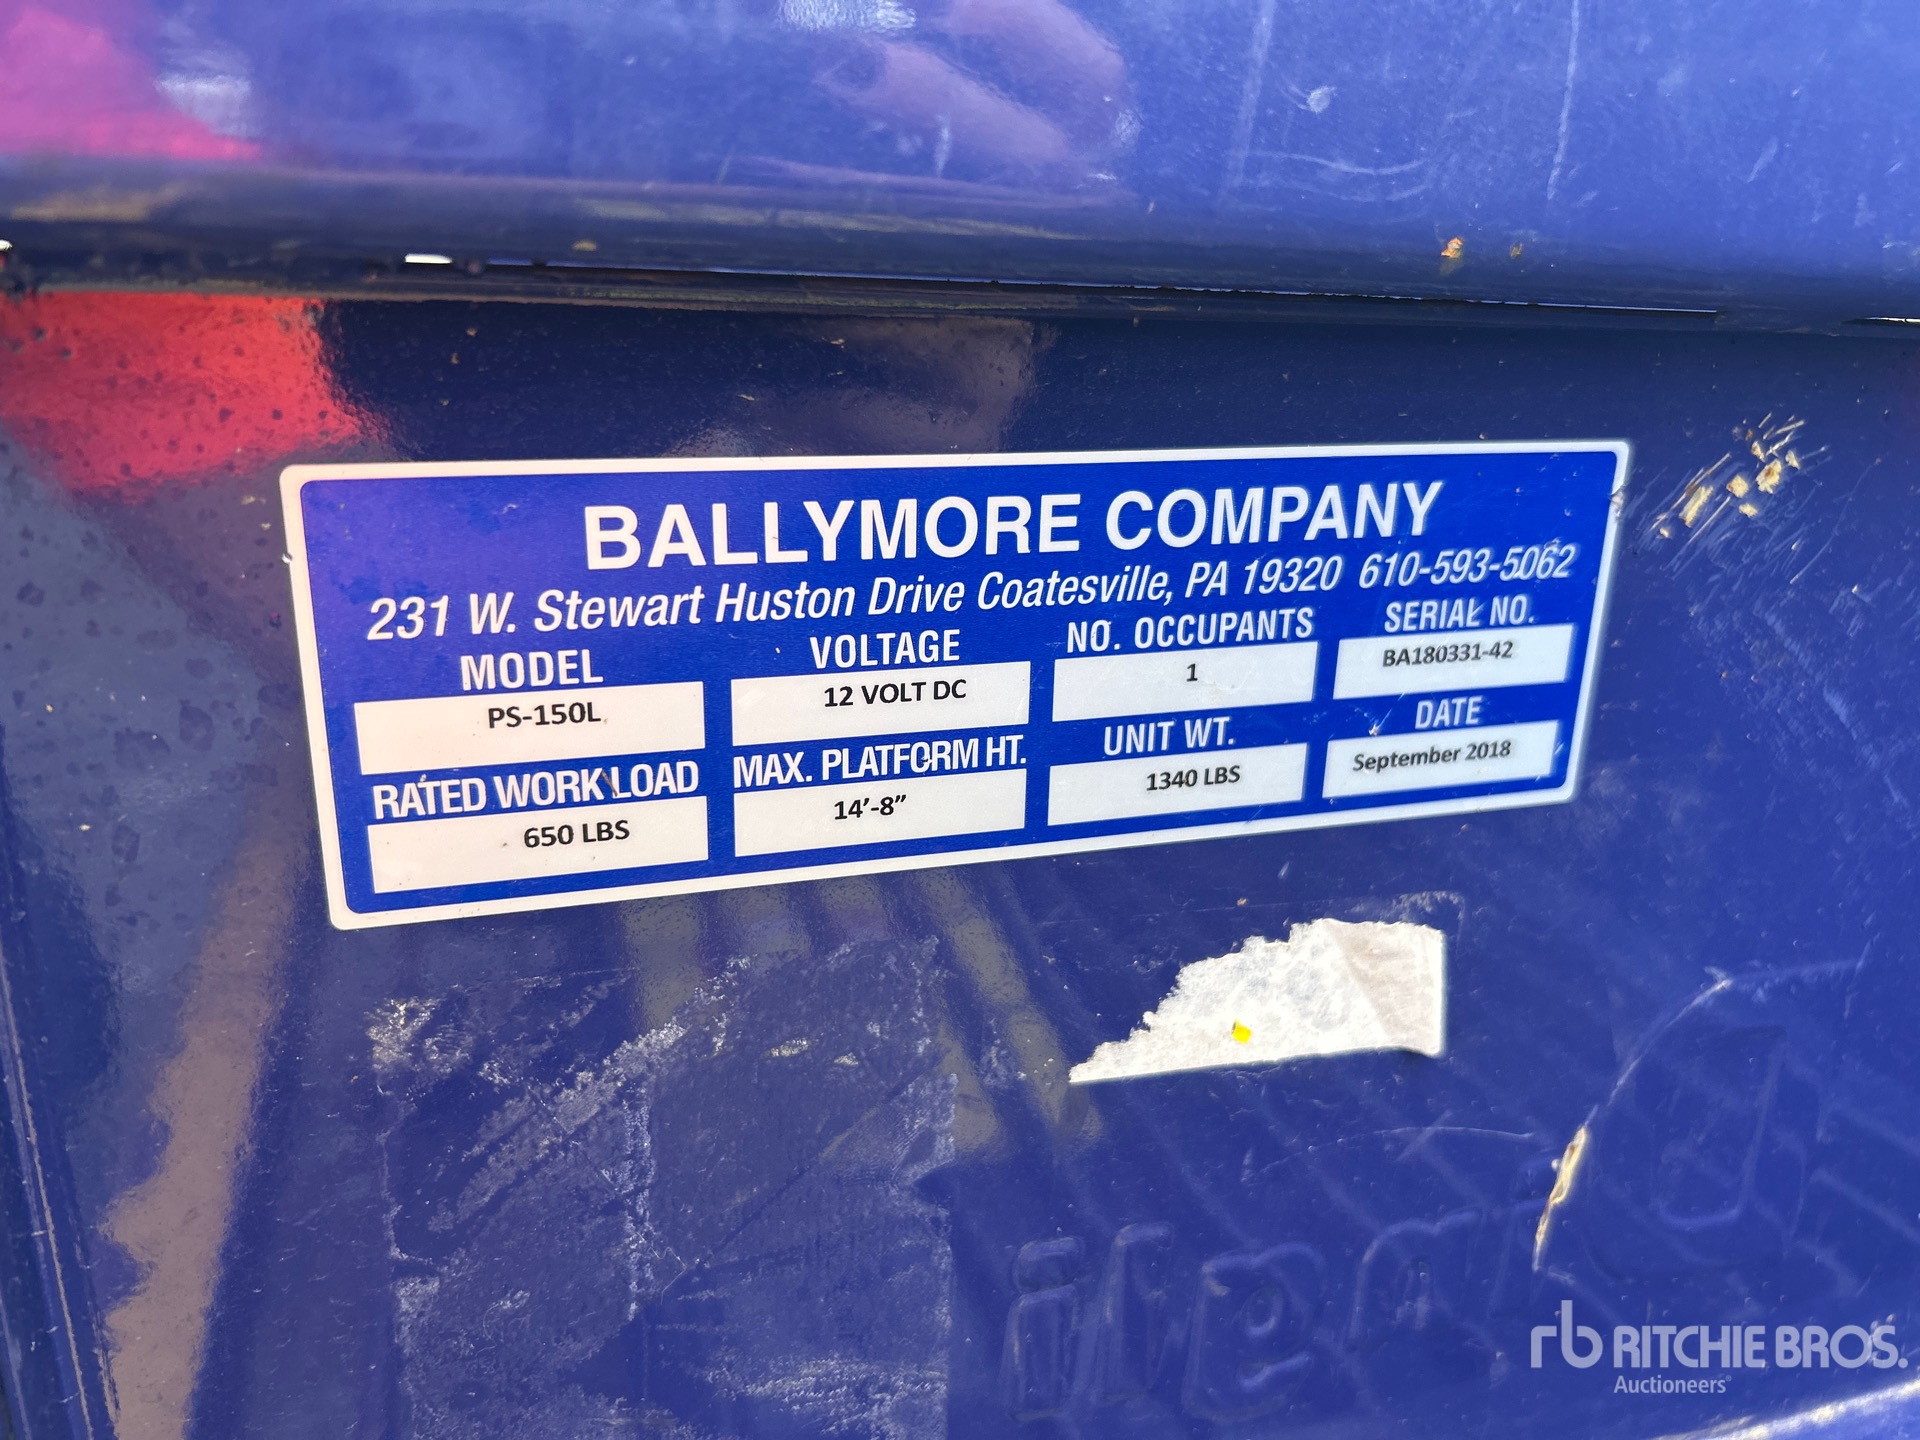 BALLYMORE COMPANY
231 W. Stewart Huston Drive Coatesville, PA 19320 610-593-5062
MODEL VOLTAGE NO. OCCUPANTS SERIAL NO.
PS-150L 12 VOLT DC 1 BA180331-42
RATED WORK LOAD MAX. PLATFORM HT. UNIT WT. DATE
650 LBS 14'-8" 1340 LBS September 2018
rb RITCHIE BROS.
Auctioneers